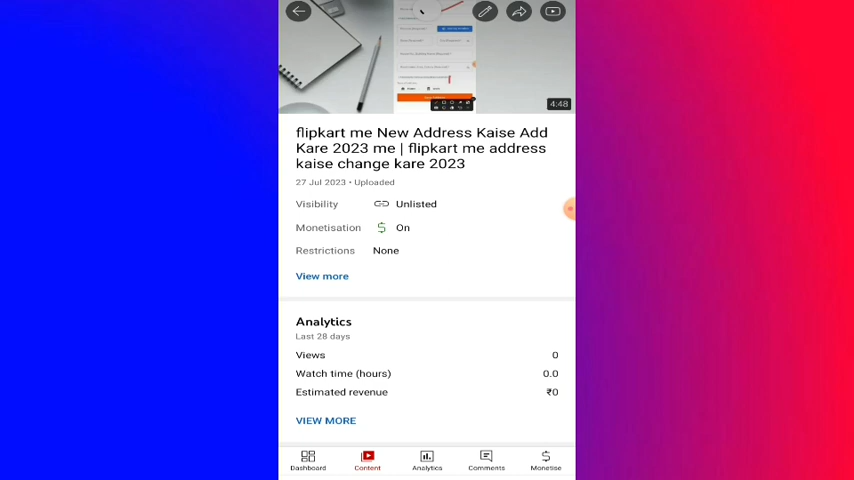 4:48
flipkart me New Address Kaise Add
Kare 2023 me | flipkart me address
kaise change kare 2023
27 Jul 2023 • Uploaded
Visibility Unlisted
Monetisation On
Restrictions None
View more
Analytics
Last 28 days
Views 0
Watch time (hours) 0.0
Estimated revenue ₹0
VIEW MORE
Dashboard Content Analytics Comments Monetise